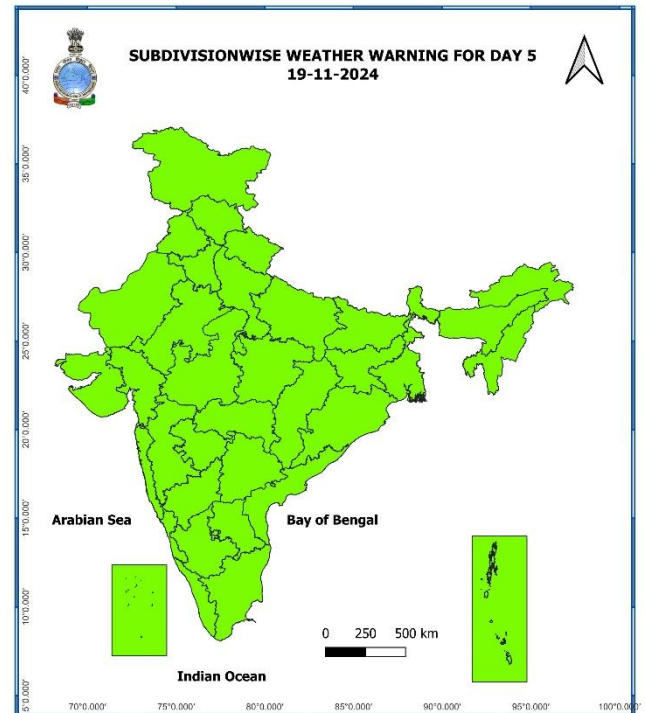 SUBDIVISIONWISE WEATHER WARNING FOR DAY 5
19-11-2024
40°0.000'
35°0.000'
30°0.000'
25°0.000'
20°0.000'
15°0.000'
10°0.000'
5°0.000'
Arabian Sea
Bay of Bengal
0 250 500 km
Indian Ocean
70°0.000' 75°0.000' 80°0.000' 85°0.000' 90°0.000' 95°0.000' 100°0.000'